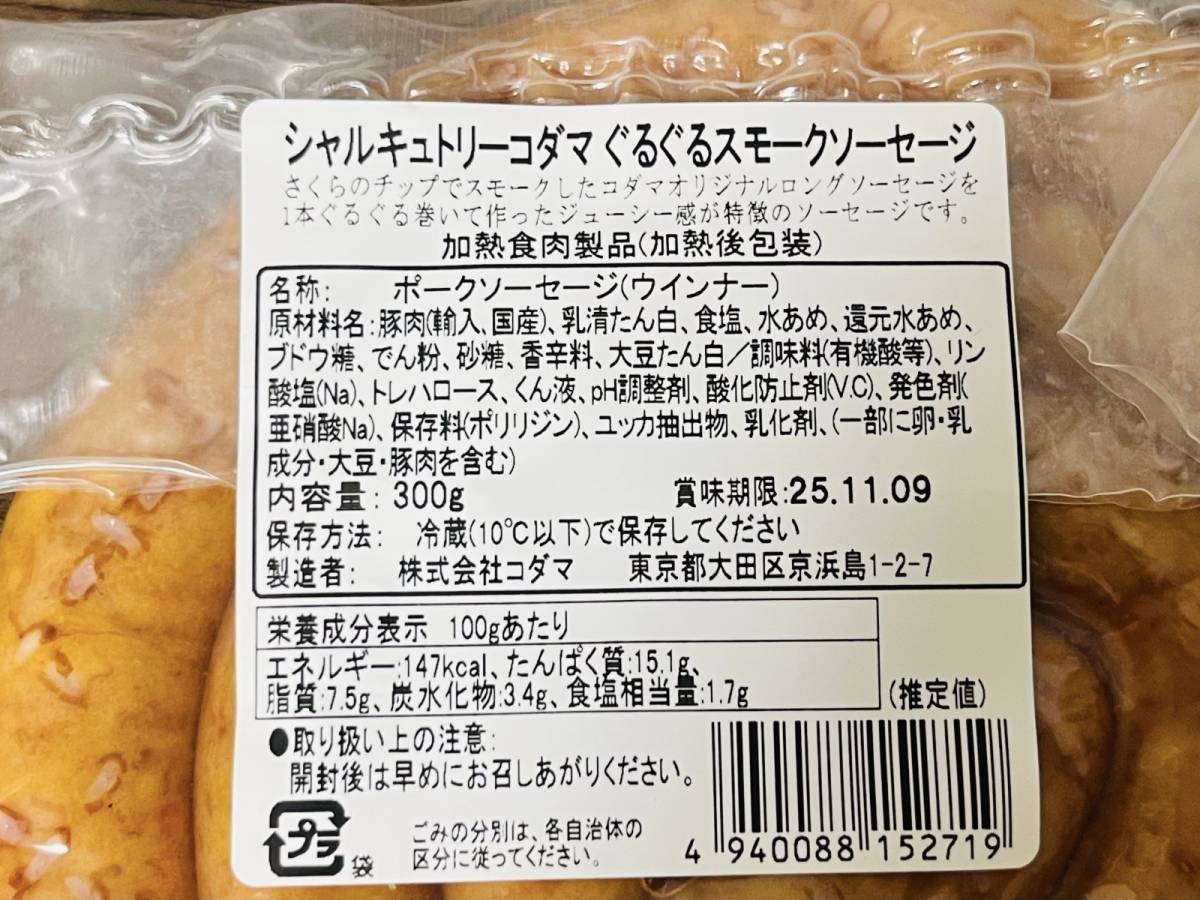 シャルキュトリーコダマ ぐるぐるスモークソーセージ
さくらのチップでスモークしたコダマオリジナルロングソーセージを
1本ぐるぐる巻いて作ったジューシー感が特徴のソーセージです。
加熱食肉製品(加熱後包装)
名称: ポークソーセージ(ウインナー)
原材料名:豚肉(輸入、国産)、乳清たん白、食塩、水あめ、還元水あめ、
ブドウ糖、でん粉、砂糖、香辛料、大豆たん白/調味料(有機酸等)、リン
酸塩(Na)、トレハロース、くん液、pH調整剤、酸化防止剤(V.C)、発色剤(
亜硝酸Na)、保存料(ポリリジン)、ユッカ抽出物、乳化剤、(一部に卵・乳
成分・大豆・豚肉を含む)
内容量: 300g 賞味期限:25.11.09
保存方法: 冷蔵(10℃以下)で保存してください
製造者: 株式会社コダマ 東京都大田区京浜島1-2-7
栄養成分表示 100gあたり
エネルギー:147kcal、たんぱく質:15.1g、
脂質:7.5g、炭水化物:3.4g、食塩相当量:1.7g (推定値)
●取り扱い上の注意:
開封後は早めにお召しあがりください。
プラ 袋
ごみの分別は、各自治体の
区分に従ってください。
4 940088 152719